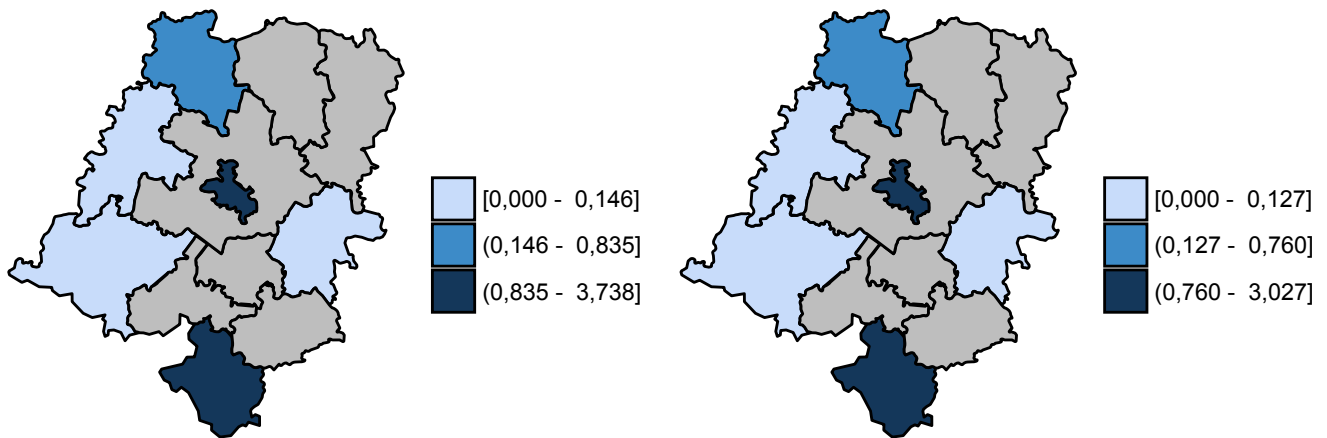 [0,000 - 0,146]
(0,146 - 0,835]
(0,835 - 3,738]
[0,000 - 0,127]
(0,127 - 0,760]
(0,760 - 3,027]